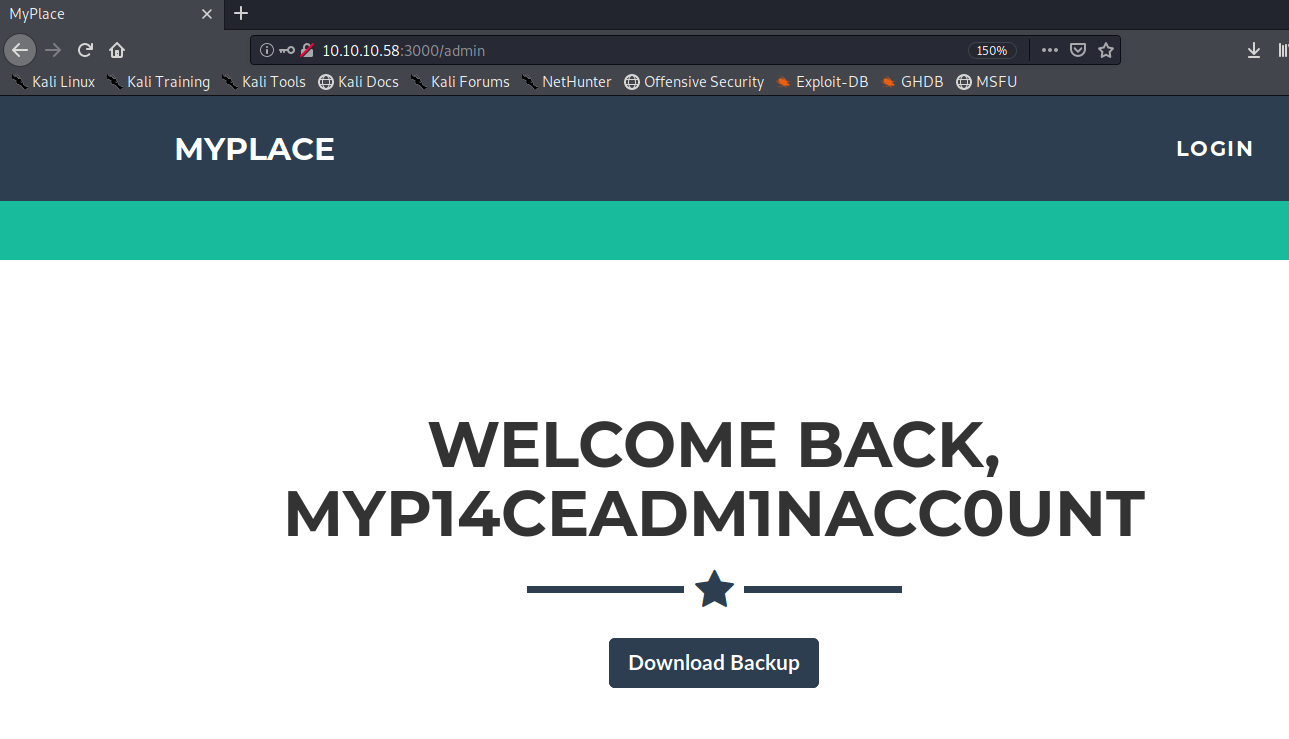 MyPlace
10.10.10.58:3000/admin 150%
Kali Linux Kali Training Kali Tools Kali Docs Kali Forums NetHunter Offensive Security Exploit-DB GHDB MSFU
MYPLACE LOGIN
WELCOME BACK,
MYP14CEADM1NACC0UNT
Download Backup